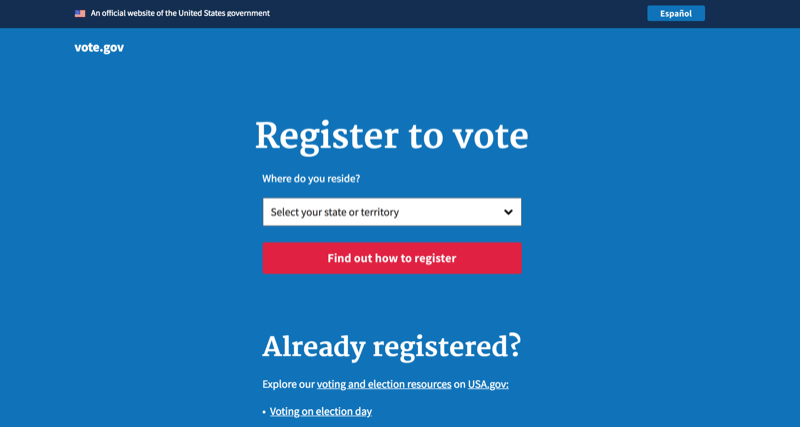 An official website of the United States government
Español
vote.gov
Register to vote
Where do you reside?
Select your state or territory
Find out how to register
Already registered?
Explore our voting and election resources on USA.gov:
• Voting on election day